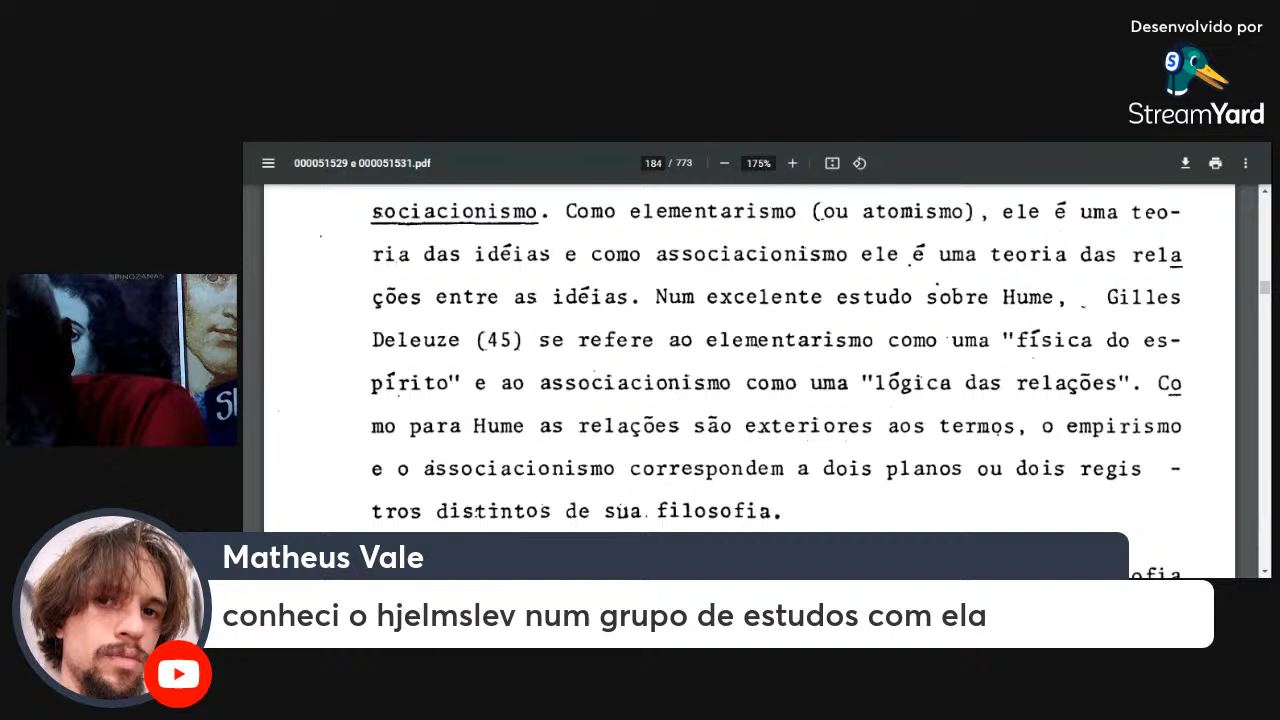 Desenvolvido por
StreamYard
000051529 e 000051531.pdf
184 / 773
175%
sociacionismo. Como elementarismo (ou atomismo), ele é uma teo-
ria das idéias e como associacionismo ele é uma teoria das rela
ções entre as idéias. Num excelente estudo sobre Hume, Gilles
Deleuze (45) se refere ao elementarismo como uma "física do es-
pírito" e ao associacionismo como uma "lógica das relações". Co
mo para Hume as relações são exteriores aos termos, o empirismo
e o associacionismo correspondem a dois planos ou dois regis -
tros distintos de sua filosofia.
ofia
SPINOZANAS
Matheus Vale
conheci o hjelmslev num grupo de estudos com ela